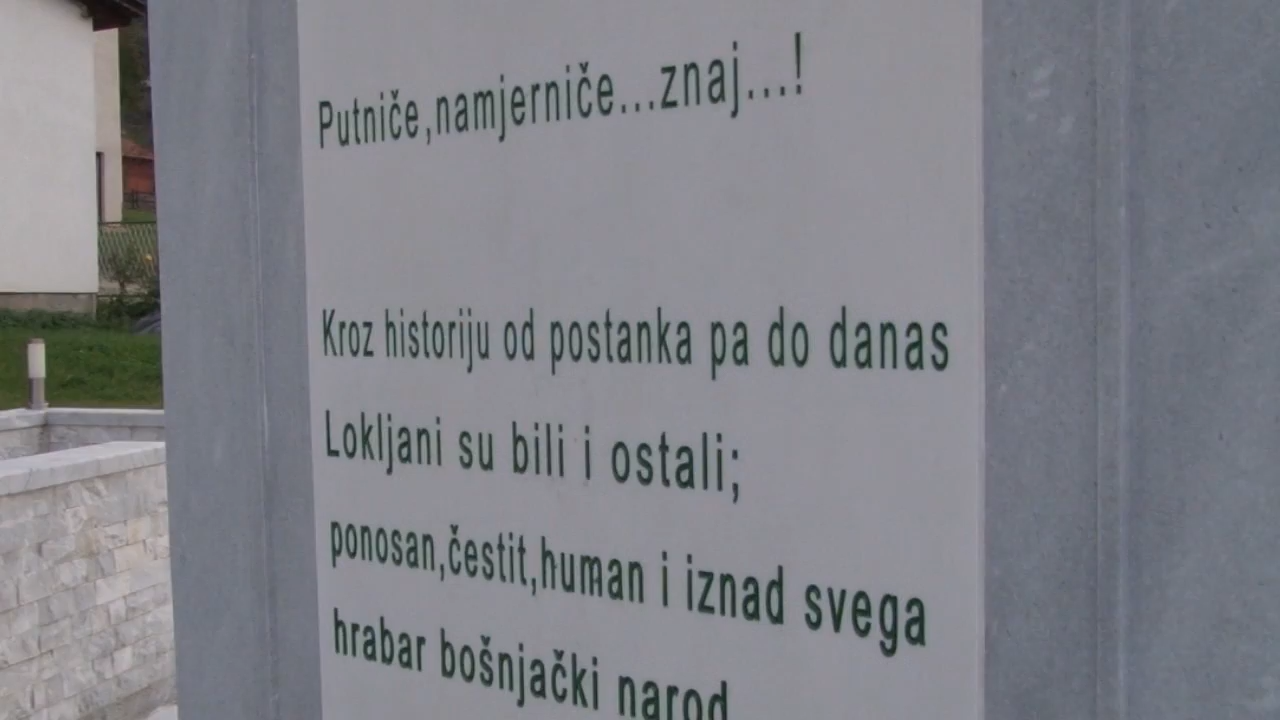 Putniče,namjerniče...znaj...!
Kroz historiju od postanka pa do danas
Lokljani su bili i ostali;
ponosan,čestit,human i iznad svega
hrabar bošnjački narod